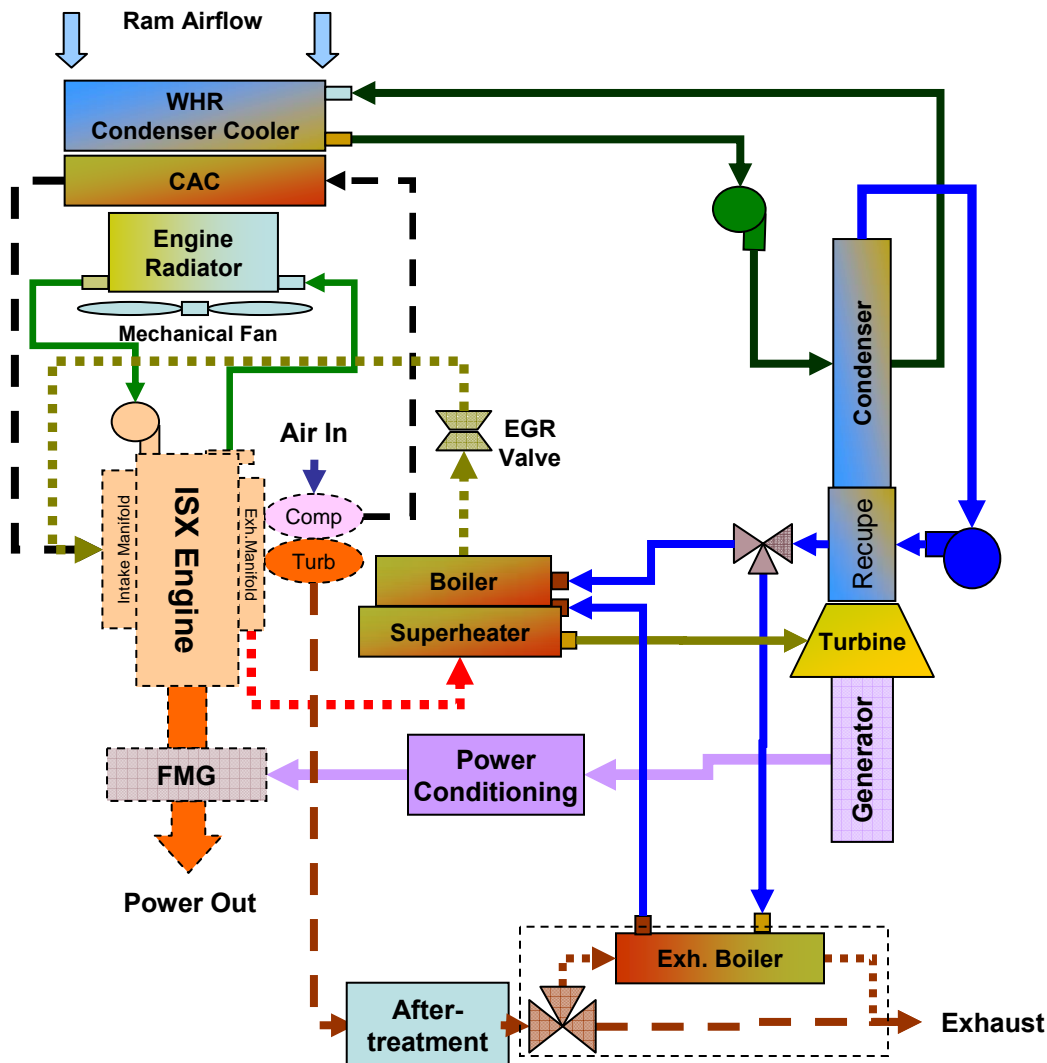 Ram Airflow
WHR
Condenser Cooler
CAC
Engine
Radiator
Mechanical Fan
Condenser
EGR
Valve
Air In
Intake Manifold
ISX Engine
Exh.Manifold
Comp
Turb
Boiler
Superheater
Recupe
Turbine
FMG
Power
Conditioning
Generator
Power Out
Exh. Boiler
After-
treatment
Exhaust